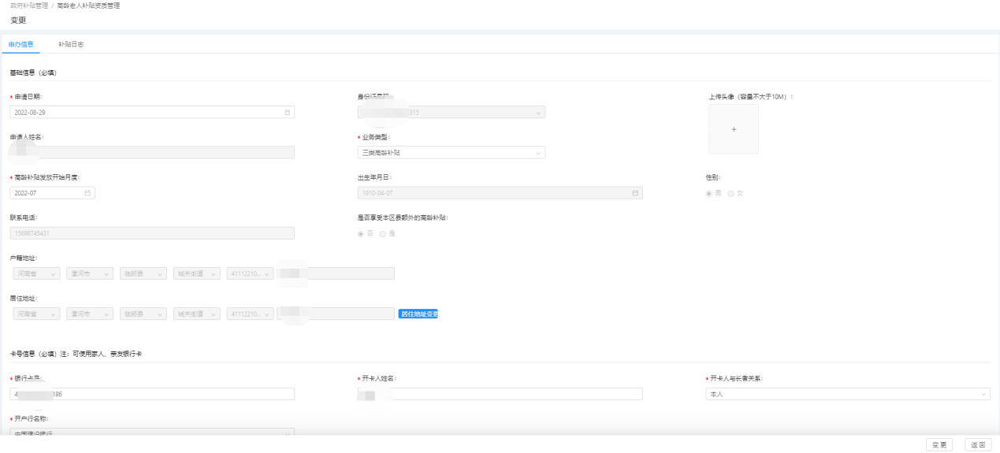 政府补贴管理 / 高龄老人补贴资质管理
变更
申办信息 补贴日志
基础信息（必填）
* 申请日期: 身份证号码: 上传头像（容量不大于10M）:
2022-08-29 315 +
申请人姓名: * 业务类型:
三类高龄补贴
* 高龄补贴发放开始月度: 出生年月日: 性别:
2022-07 1910-04-07 男 女
联系电话: 是否享受本区县额外的高龄补贴:
15698745431 否 是
户籍地址:
河南省 漯河市 临颍县 城关街道 41112210...
居住地址:
河南省 漯河市 临颍县 城关街道 41112210... 居住地址变更
卡号信息（必填）注：可使用家人、亲友银行卡
* 银行卡号: * 开卡人姓名: * 开卡人与长者关系:
4 186 本人
* 开户行名称:
中国建设银行
变更 返回